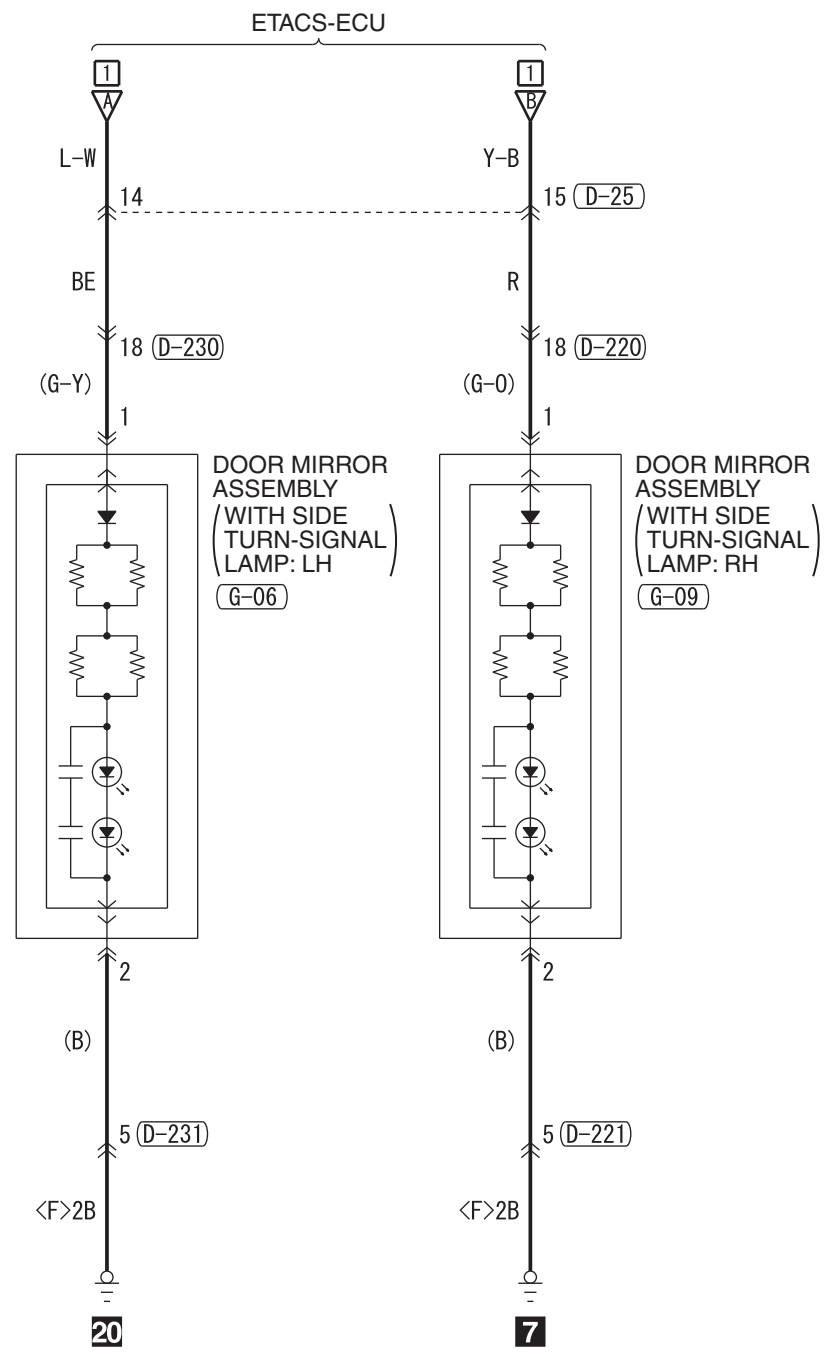 ETACS-ECU
1 1
A B
L-W Y-B
14 15 D-25
BE R
18 D-230 18 D-220
(G-Y) (G-O)
1 1
DOOR MIRROR
ASSEMBLY
(WITH SIDE
TURN-SIGNAL
LAMP: LH)
G-06
DOOR MIRROR
ASSEMBLY
(WITH SIDE
TURN-SIGNAL
LAMP: RH)
G-09
2 2
(B) (B)
5 D-231 5 D-221
<F>2B <F>2B
20 7